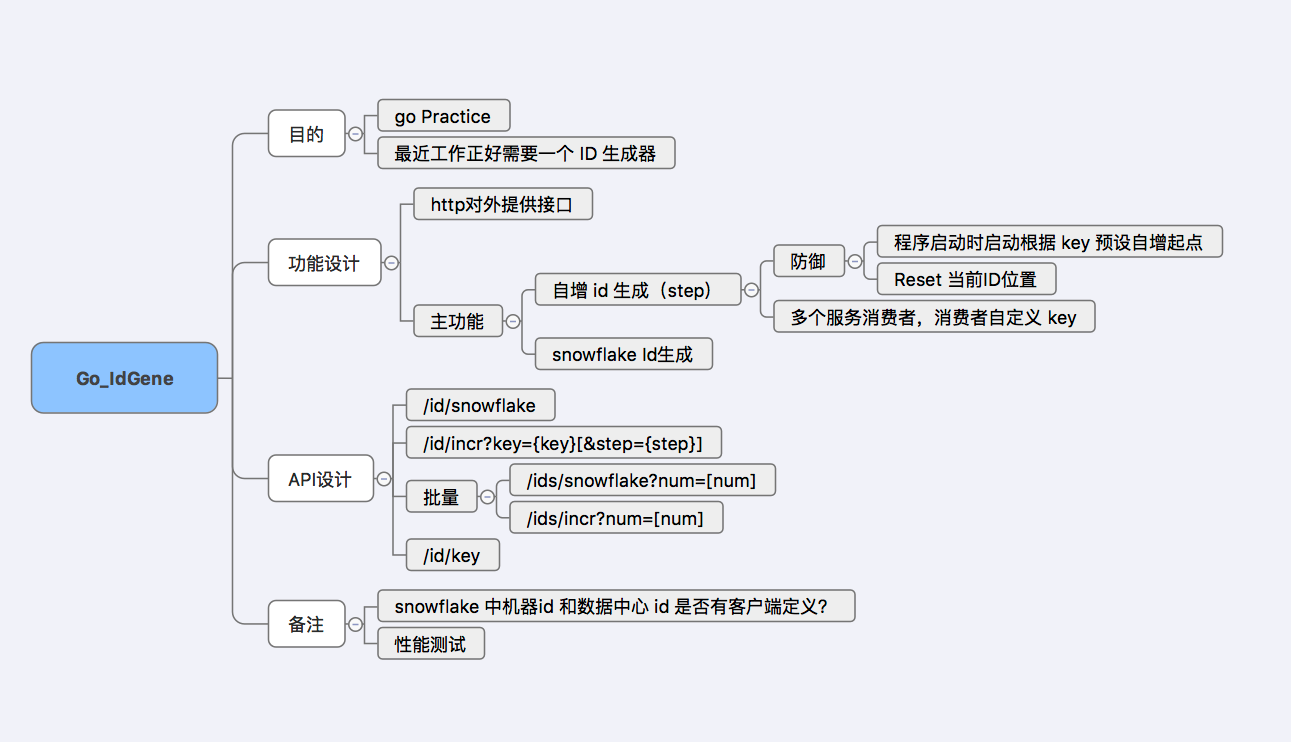 目的
go Practice
最近工作正好需要一个 ID 生成器
功能设计
http对外提供接口
主功能
自增 id 生成（step）
防御
程序启动时启动根据 key 预设自增起点
Reset 当前ID位置
多个服务消费者，消费者自定义 key
snowflake Id生成
Go_IdGene
API设计
/id/snowflake
/id/incr?key={key}[&step={step}]
批量
/ids/snowflake?num=[num]
/ids/incr?num=[num]
/id/key
备注
snowflake 中机器id 和数据中心 id 是否有客户端定义？
性能测试